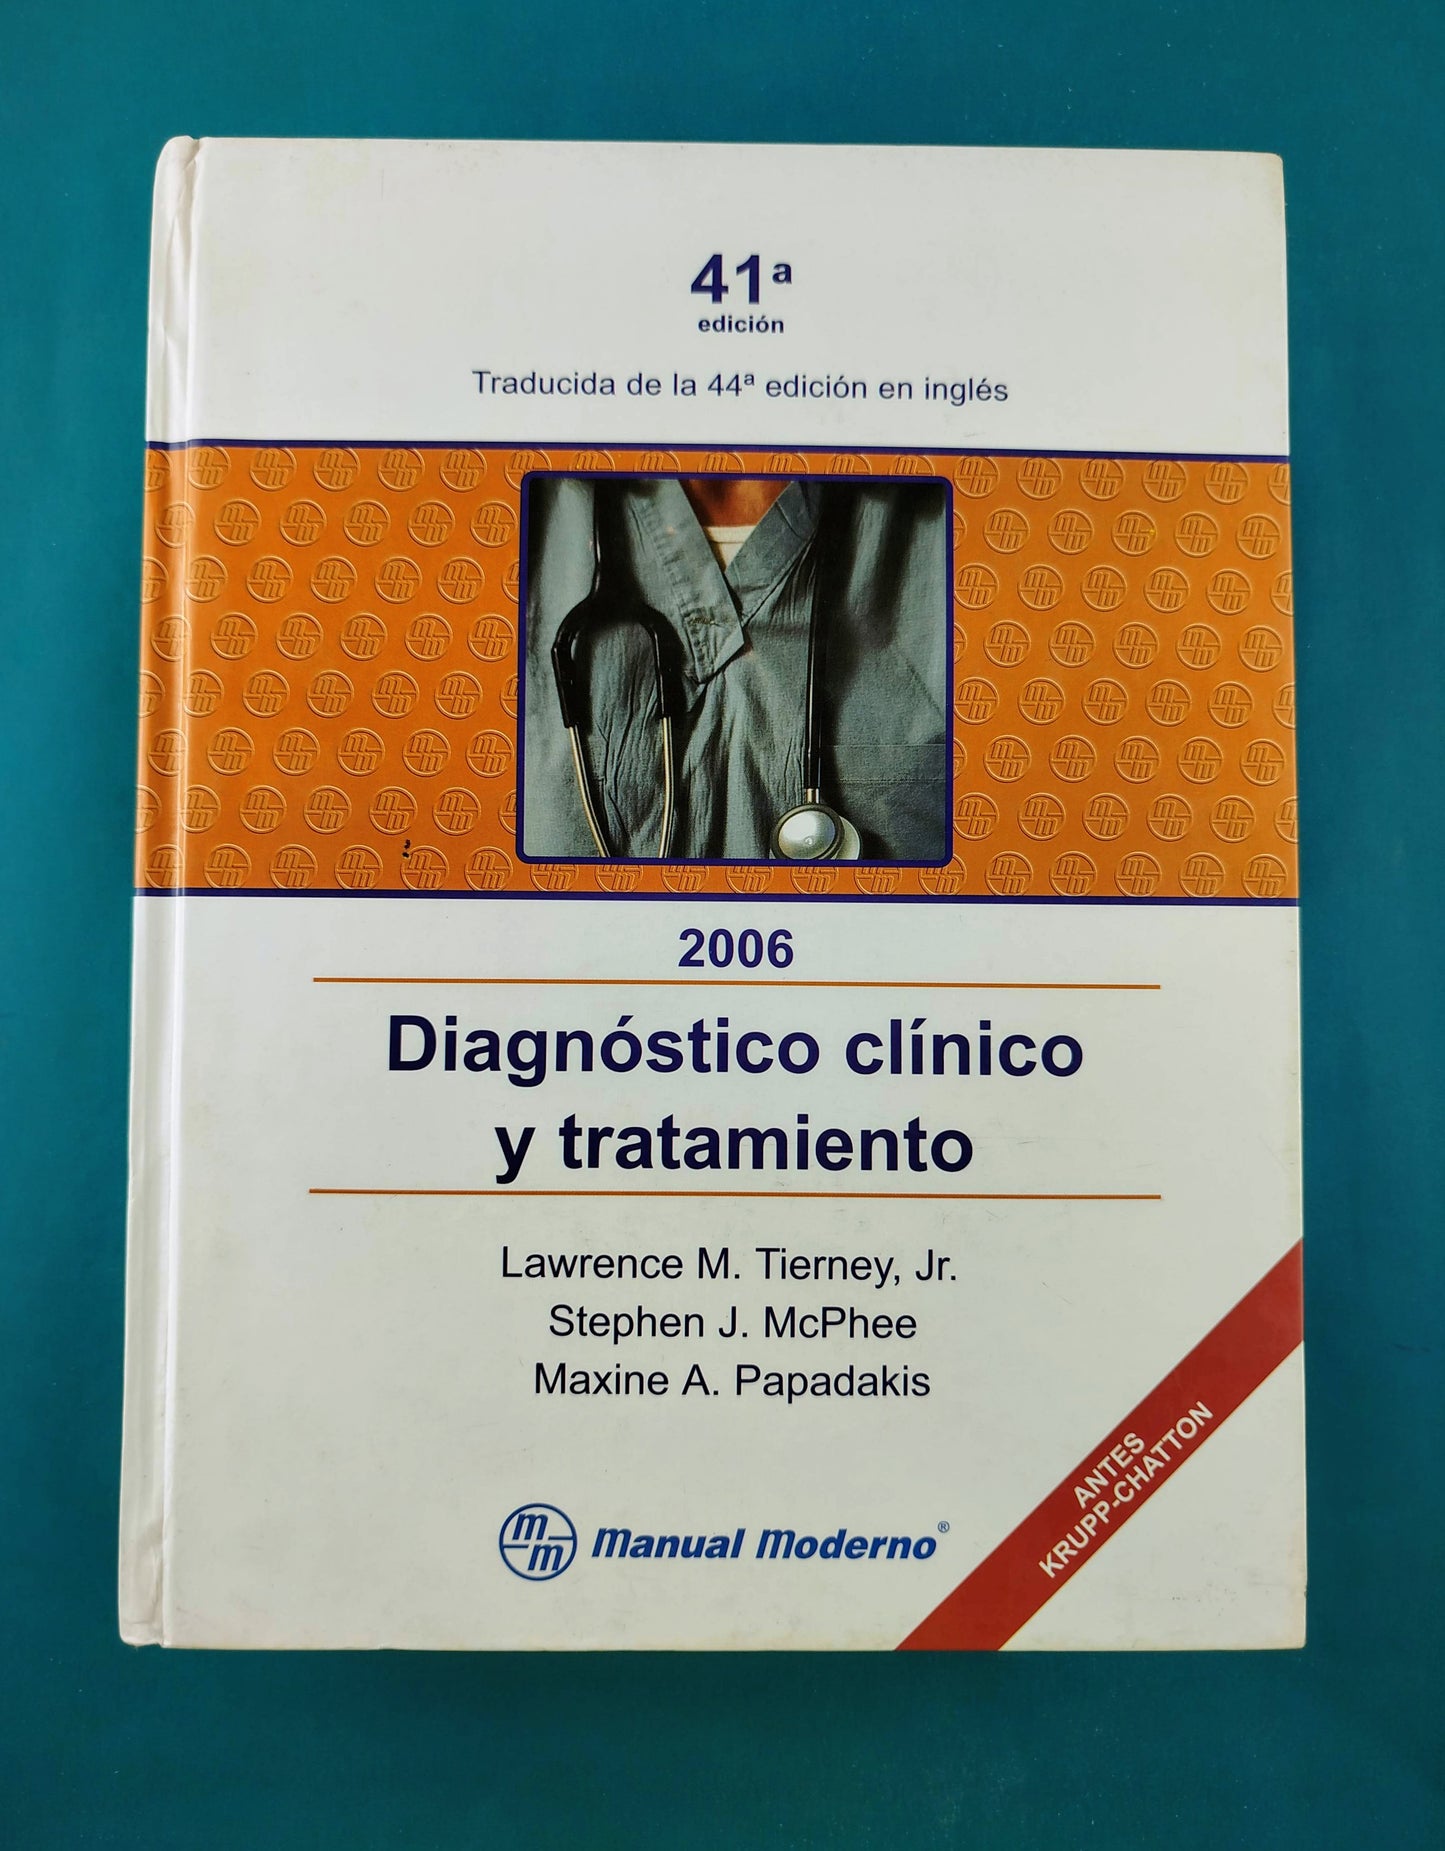 41ª
edición
Traducida de la 44ª edición en inglés
2006
Diagnóstico clínico
y tratamiento
Lawrence M. Tierney, Jr.
Stephen J. McPhee
Maxine A. Papadakis
ANTES
KRUPP-CHATTON
mm Manual Moderno®